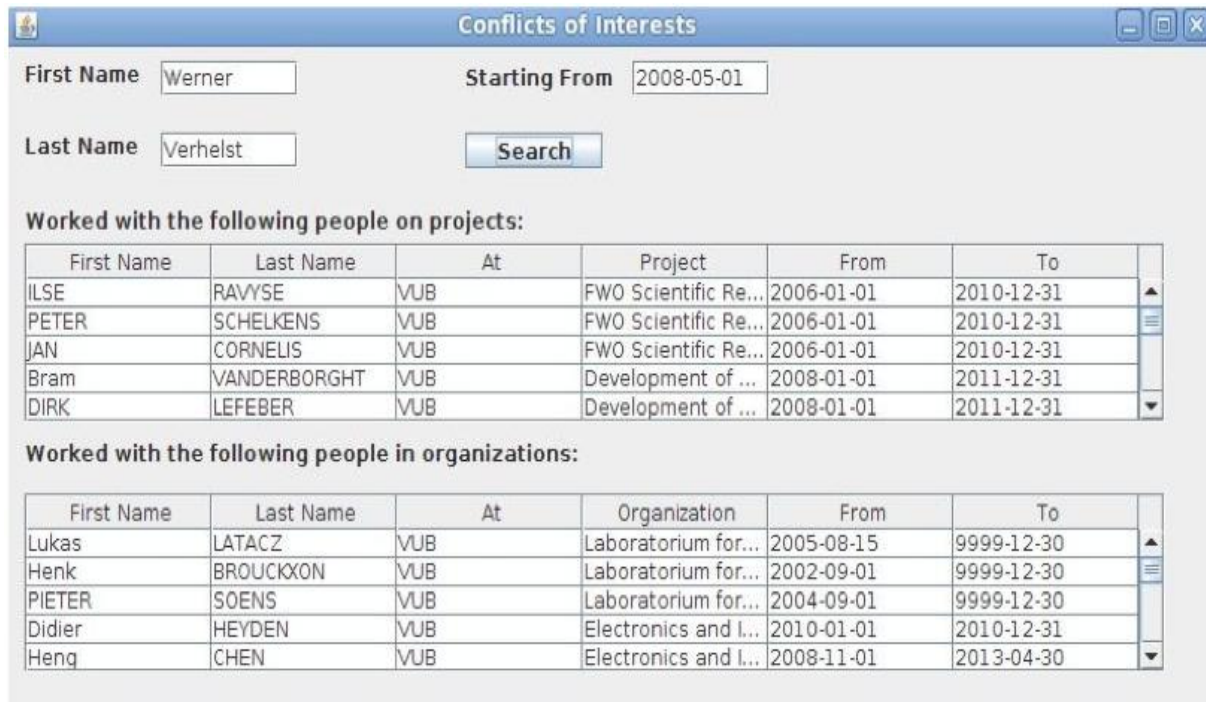 Conflicts of Interests
First Name Werner Starting From 2008-05-01
Last Name Verhelst Search
Worked with the following people on projects:
First Name Last Name At Project From To
ILSE RAVYSE VUB FWO Scientific Re... 2006-01-01 2010-12-31
PETER SCHELKENS VUB FWO Scientific Re... 2006-01-01 2010-12-31
JAN CORNELIS VUB FWO Scientific Re... 2006-01-01 2010-12-31
Bram VANDERBORGHT VUB Development of ... 2008-01-01 2011-12-31
DIRK LEFEBER VUB Development of ... 2008-01-01 2011-12-31
Worked with the following people in organizations:
First Name Last Name At Organization From To
Lukas LATACZ VUB Laboratorium for... 2005-08-15 9999-12-30
Henk BROUCKXON VUB Laboratorium for... 2002-09-01 9999-12-30
PIETER SOENS VUB Laboratorium for... 2004-09-01 9999-12-30
Didier HEYDEN VUB Electronics and I... 2010-01-01 2010-12-31
Heng CHEN VUB Electronics and I... 2008-11-01 2013-04-30